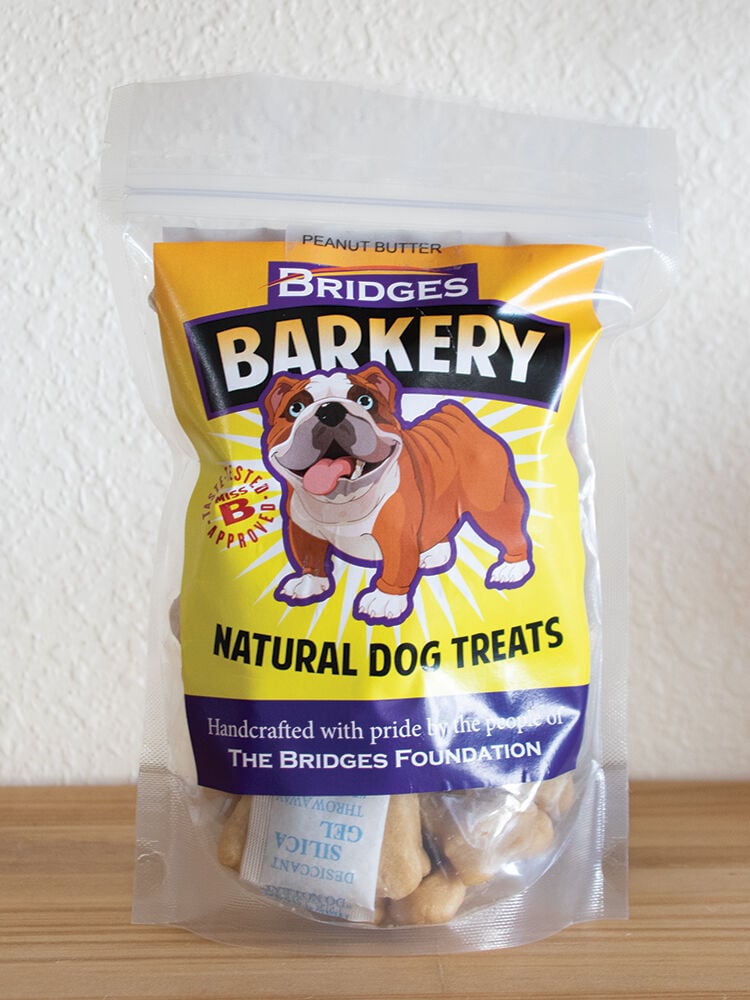 PEANUT BUTTER
BRIDGES
BARKERY
TASTE-TESTED
MISS
B
APPROVED
NATURAL DOG TREATS
Handcrafted with pride by the people of
THE BRIDGES FOUNDATION
THROW AWAY
SILICA
GEL
DESICCANT